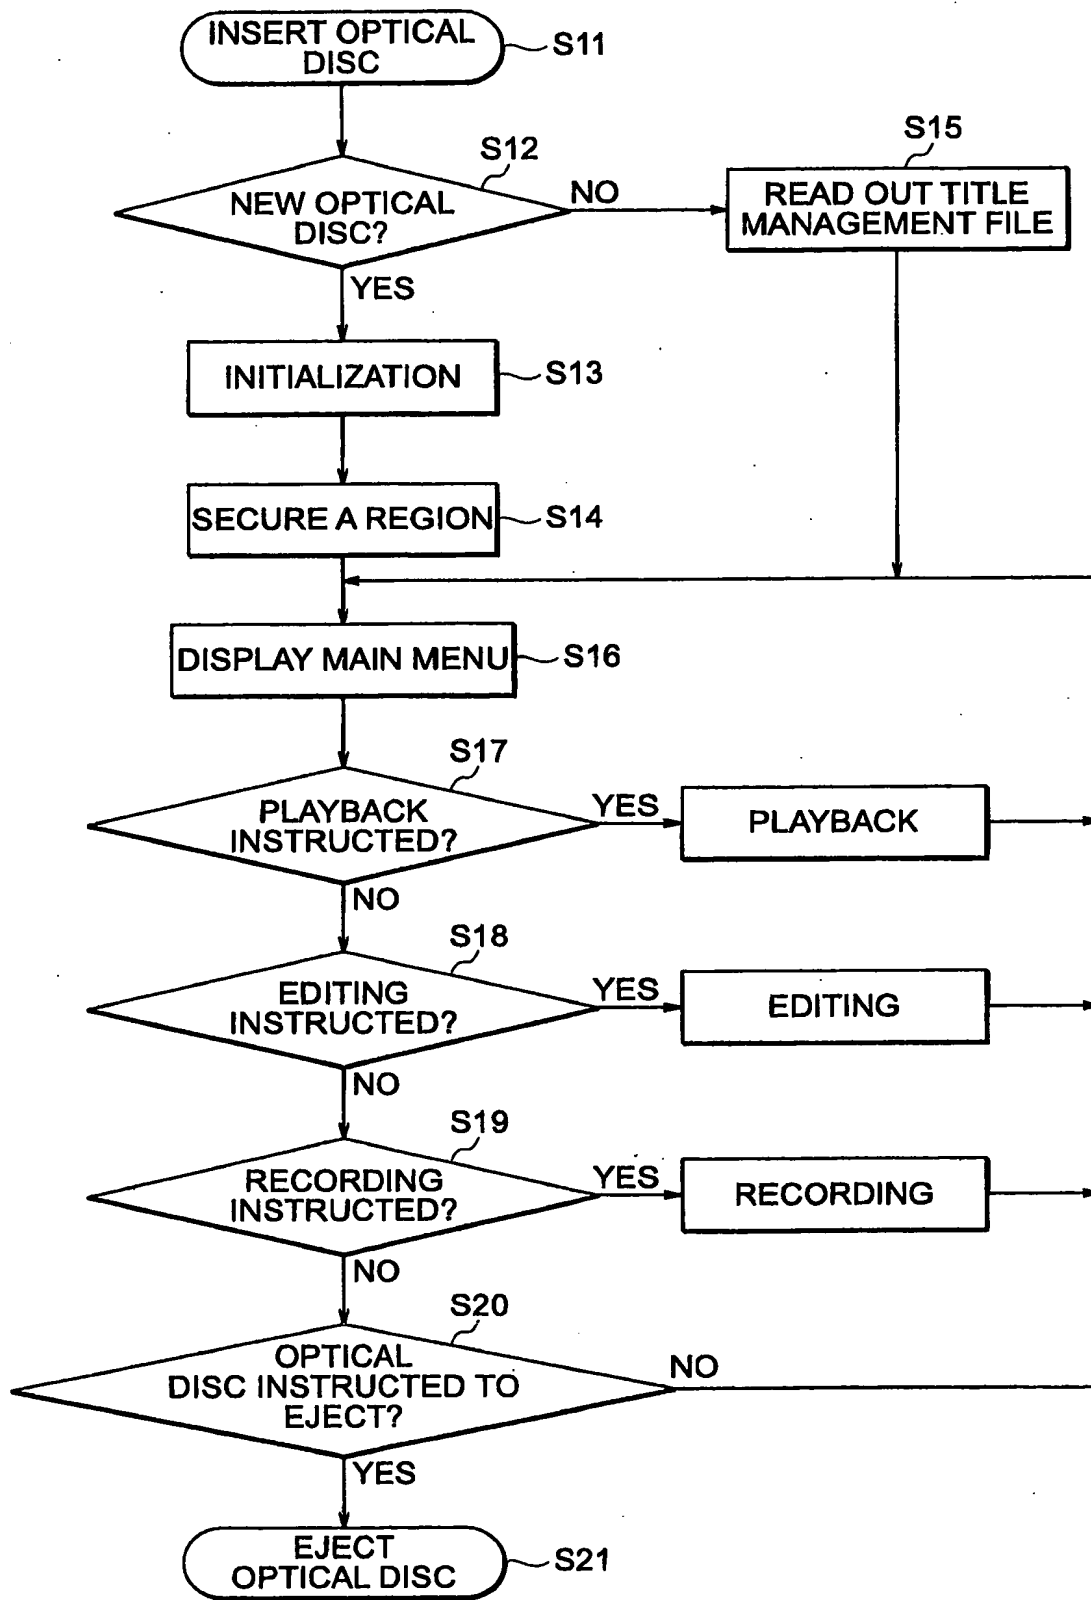 INSERT OPTICAL
DISC
S11
S12
NEW OPTICAL
DISC?
NO
S15
READ OUT TITLE
MANAGEMENT FILE
YES
INITIALIZATION
S13
SECURE A REGION
S14
DISPLAY MAIN MENU
S16
S17
PLAYBACK
INSTRUCTED?
YES
PLAYBACK
NO
S18
EDITING
INSTRUCTED?
YES
EDITING
NO
S19
RECORDING
INSTRUCTED?
YES
RECORDING
NO
S20
OPTICAL
DISC INSTRUCTED TO
EJECT?
NO
YES
EJECT
OPTICAL DISC
S21